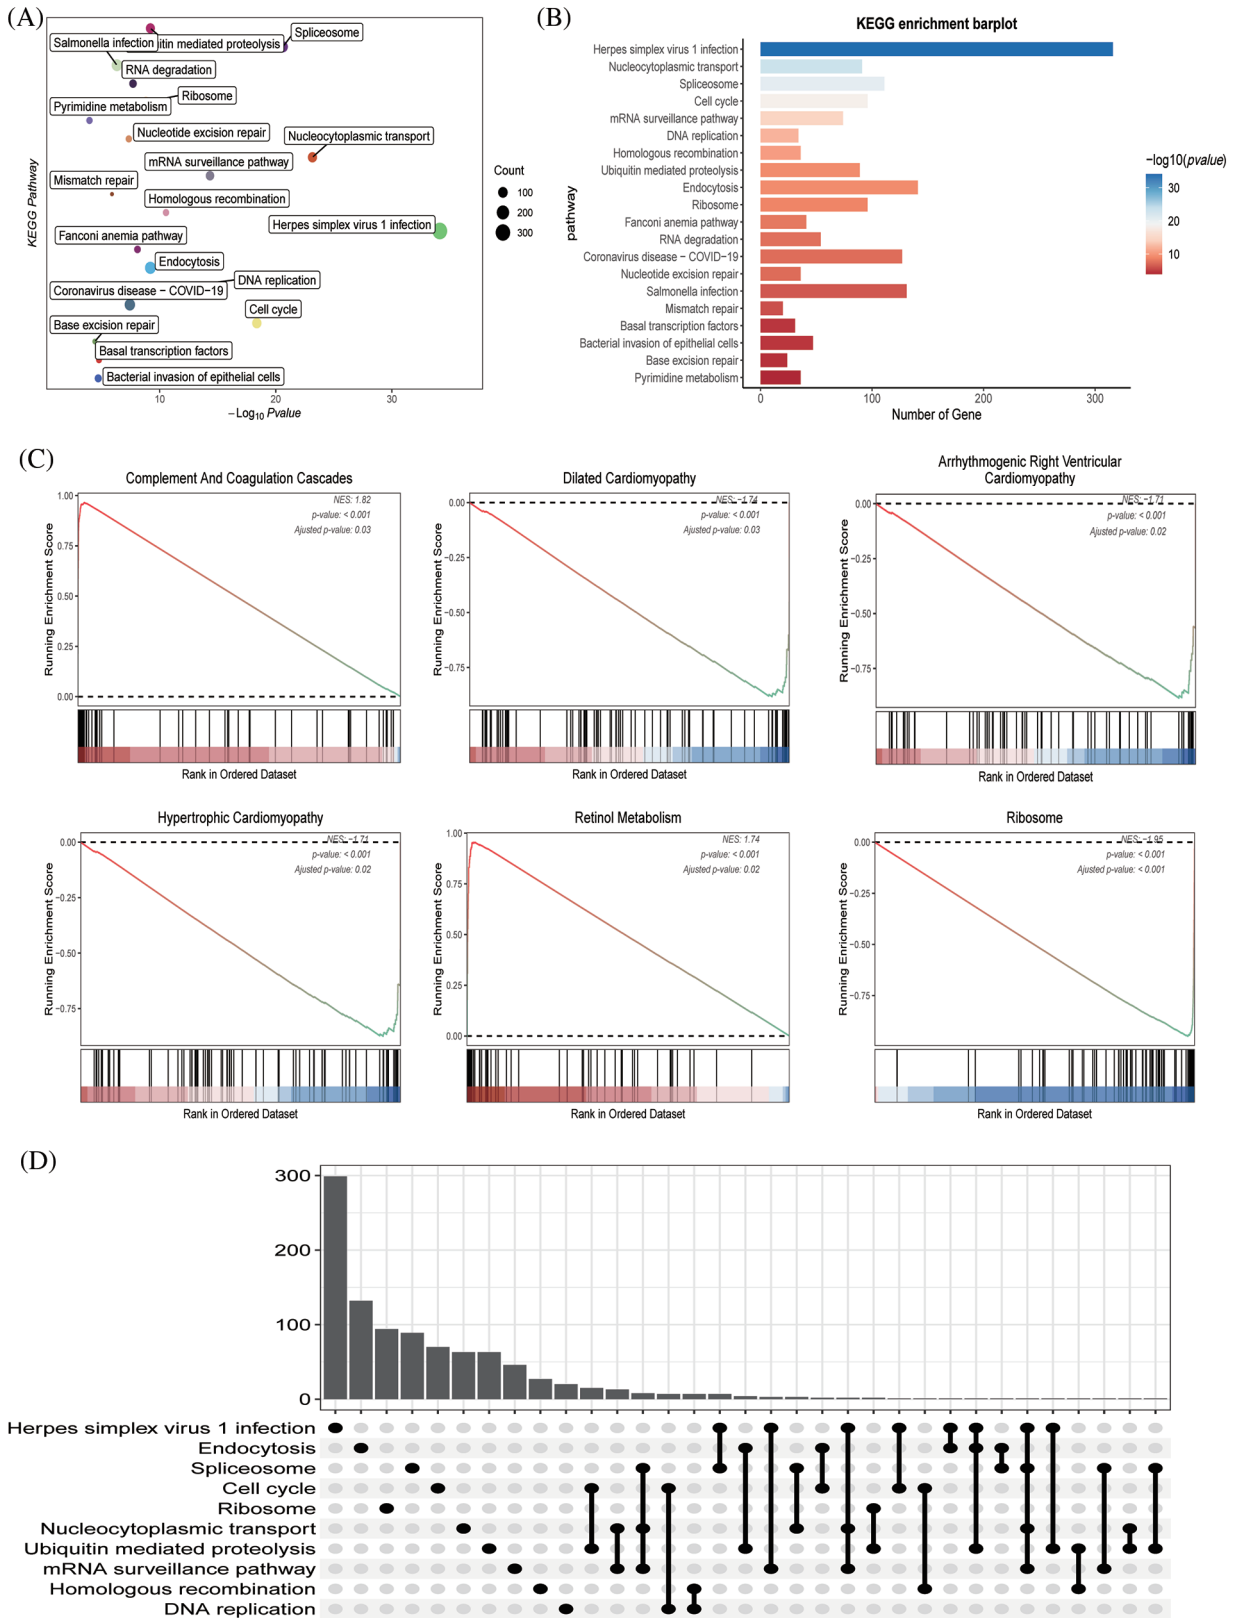 (A)
Salmonella infection
itin mediated proteolysis
Spliceosome
RNA degradation
Ribosome
Pyrimidine metabolism
Nucleotide excision repair
Nucleocytoplasmic transport
mRNA surveillance pathway
Mismatch repair
Homologous recombination
Herpes simplex virus 1 infection
Fanconi anemia pathway
Endocytosis
DNA replication
Coronavirus disease − COVID−19
Cell cycle
Base excision repair
Basal transcription factors
Bacterial invasion of epithelial cells
KEGG Pathway
10 20 30
−Log10 Pvalue
Count
100
200
300
(B)
KEGG enrichment barplot
Herpes simplex virus 1 infection
Nucleocytoplasmic transport
Spliceosome
Cell cycle
mRNA surveillance pathway
DNA replication
Homologous recombination
Ubiquitin mediated proteolysis
Endocytosis
Ribosome
Fanconi anemia pathway
RNA degradation
Coronavirus disease − COVID−19
Nucleotide excision repair
Salmonella infection
Mismatch repair
Basal transcription factors
Bacterial invasion of epithelial cells
Base excision repair
Pyrimidine metabolism
pathway
0 100 200 300
Number of Gene
−log10(pvalue)
30
20
10
(C)
Complement And Coagulation Cascades
NES: 1.82
p-value: < 0.001
Ajusted p-value: 0.03
1.00
0.75
0.50
0.25
0.00
Running Enrichment Score
Rank in Ordered Dataset
Dilated Cardiomyopathy
NES: −1.74
p-value: < 0.001
Ajusted p-value: 0.03
0.00
−0.25
−0.50
−0.75
Running Enrichment Score
Rank in Ordered Dataset
Arrhythmogenic Right Ventricular
Cardiomyopathy
NES: −1.71
p-value: < 0.001
Ajusted p-value: 0.02
0.00
−0.25
−0.50
−0.75
Running Enrichment Score
Rank in Ordered Dataset
Hypertrophic Cardiomyopathy
NES: −1.71
p-value: < 0.001
Ajusted p-value: 0.02
0.00
−0.25
−0.50
−0.75
Running Enrichment Score
Rank in Ordered Dataset
Retinol Metabolism
NES: 1.74
p-value: < 0.001
Ajusted p-value: 0.02
1.00
0.75
0.50
0.25
0.00
Running Enrichment Score
Rank in Ordered Dataset
Ribosome
NES: −1.95
p-value: < 0.001
Ajusted p-value: < 0.001
0.00
−0.25
−0.50
−0.75
Running Enrichment Score
Rank in Ordered Dataset
(D)
300
200
100
0
Herpes simplex virus 1 infection
Endocytosis
Spliceosome
Cell cycle
Ribosome
Nucleocytoplasmic transport
Ubiquitin mediated proteolysis
mRNA surveillance pathway
Homologous recombination
DNA replication